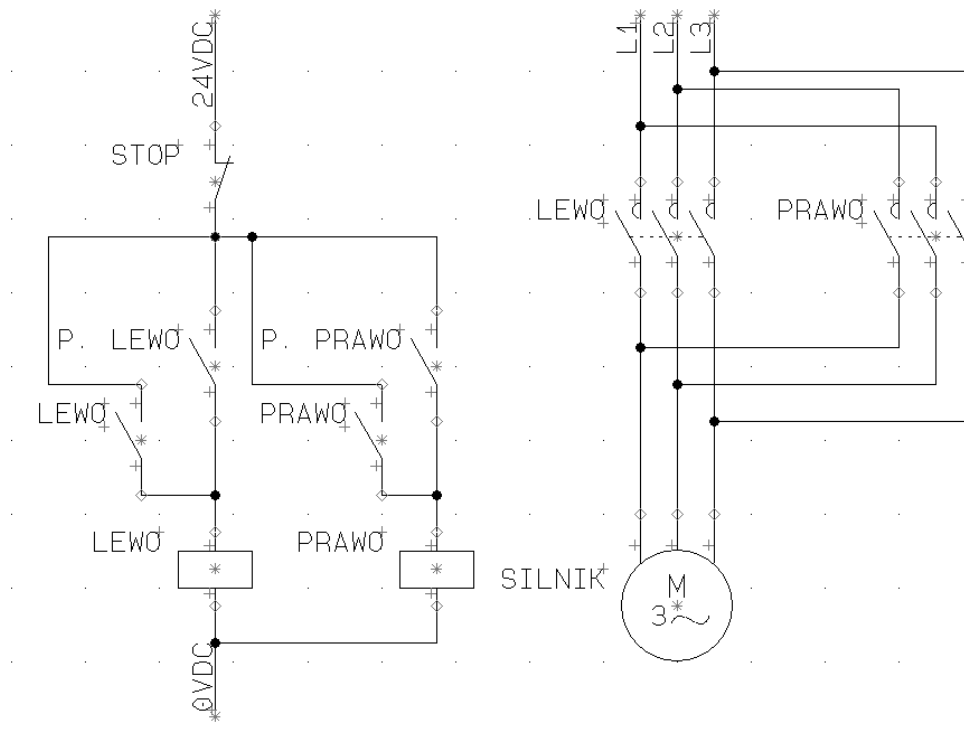 24VDC
L1
L2
L3
STOP
LEWO
PRAWO
P. LEWO
P. PRAWO
LEWO
PRAWO
LEWO
PRAWO
SILNIK
M
3~
0VDC